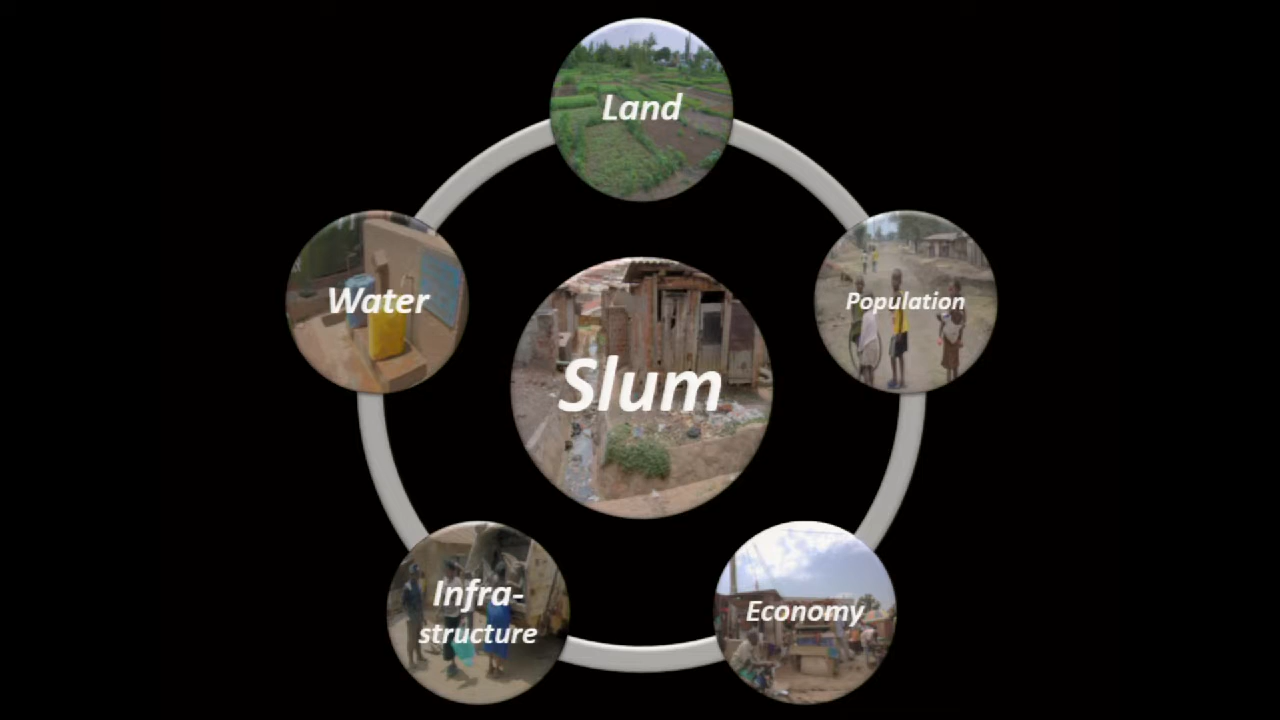 Land
Water
Population
Slum
Infra-
structure
Economy